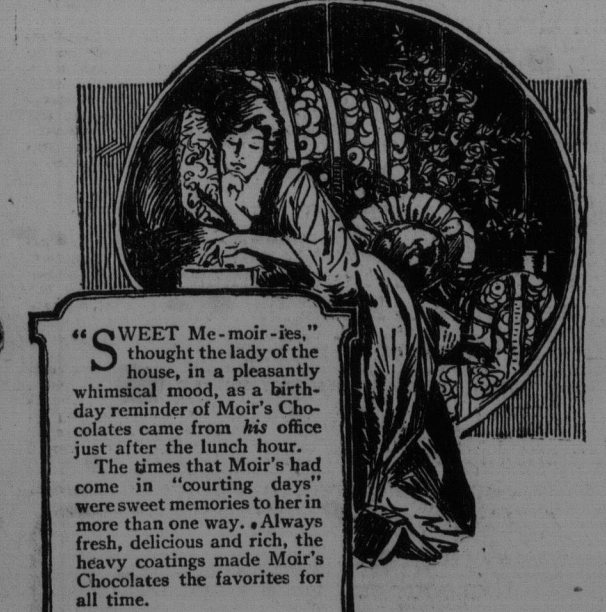 “SWEET Me-moir-ies,”
thought the lady of the
house, in a pleasantly
whimsical mood, as a birth-
day reminder of Moir's Cho-
colates came from his office
just after the lunch hour.
The times that Moir's had
come in “courting days”
were sweet memories to her in
more than one way. Always
fresh, delicious and rich, the
heavy coatings made Moir's
Chocolates the favorites for
all time.